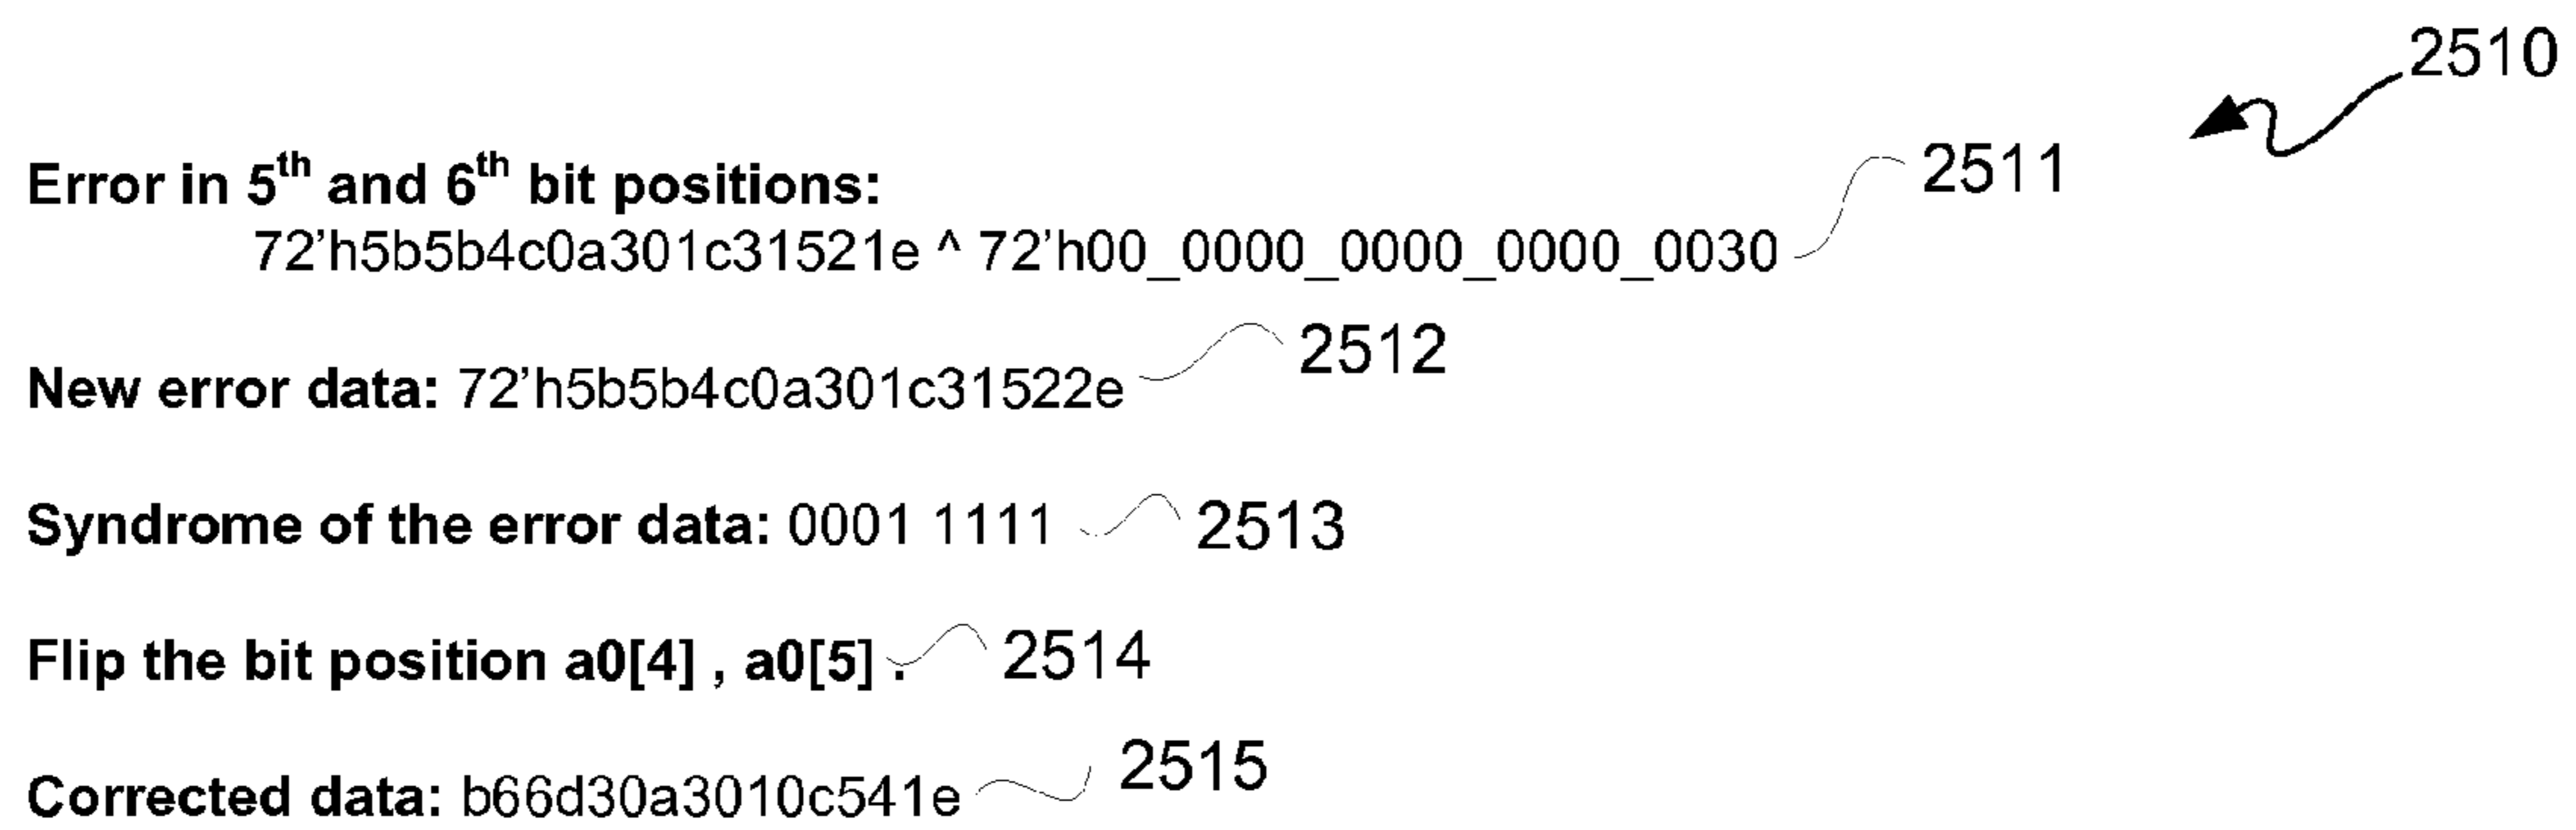 2510
Error in 5th and 6th bit positions: 2511
72’h5b5b4c0a301c31521e ^ 72’h00_0000_0000_0000_0030
New error data: 72’h5b5b4c0a301c31522e 2512
Syndrome of the error data: 0001 1111 2513
Flip the bit position a0[4] , a0[5] . 2514
Corrected data: b66d30a3010c541e 2515